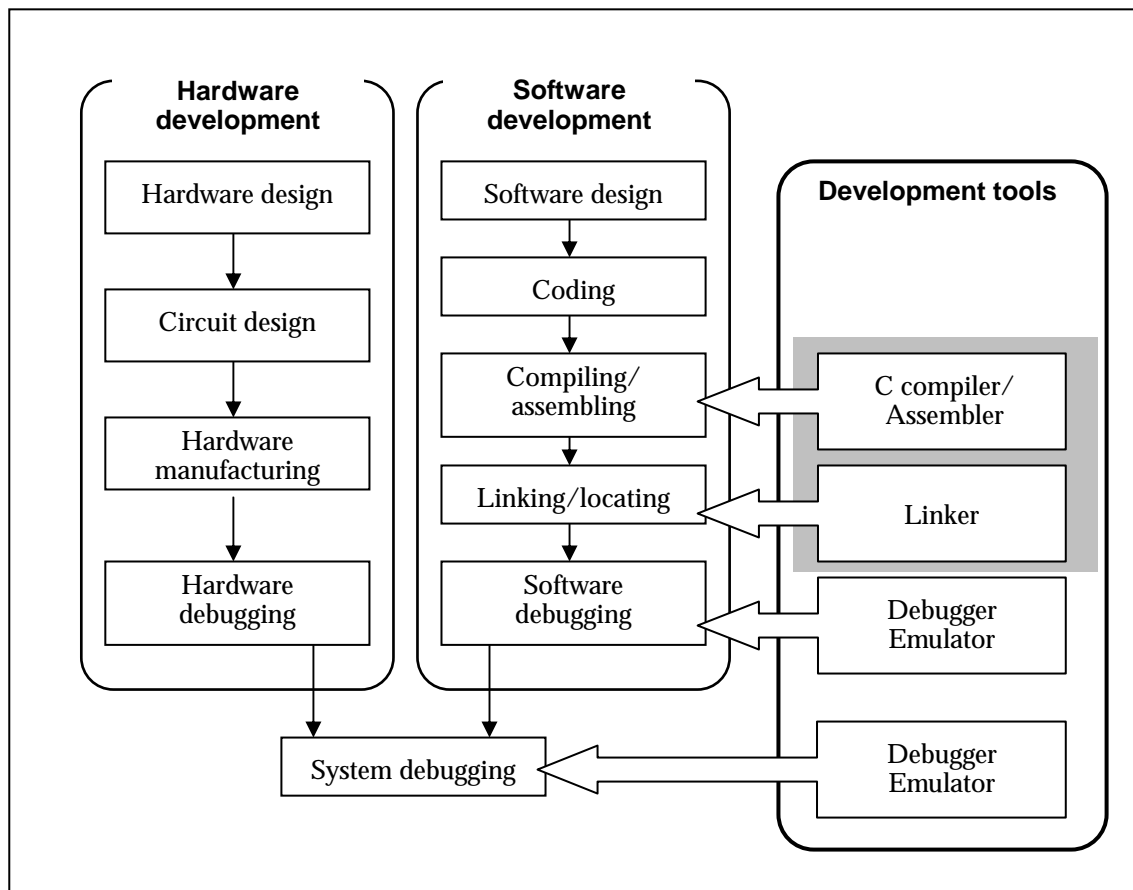 Hardware
development
Hardware design
Circuit design
Hardware
manufacturing
Hardware
debugging
Software
development
Software design
Coding
Compiling/
assembling
Linking/locating
Software
debugging
System debugging
Development tools
C compiler/
Assembler
Linker
Debugger
Emulator
Debugger
Emulator